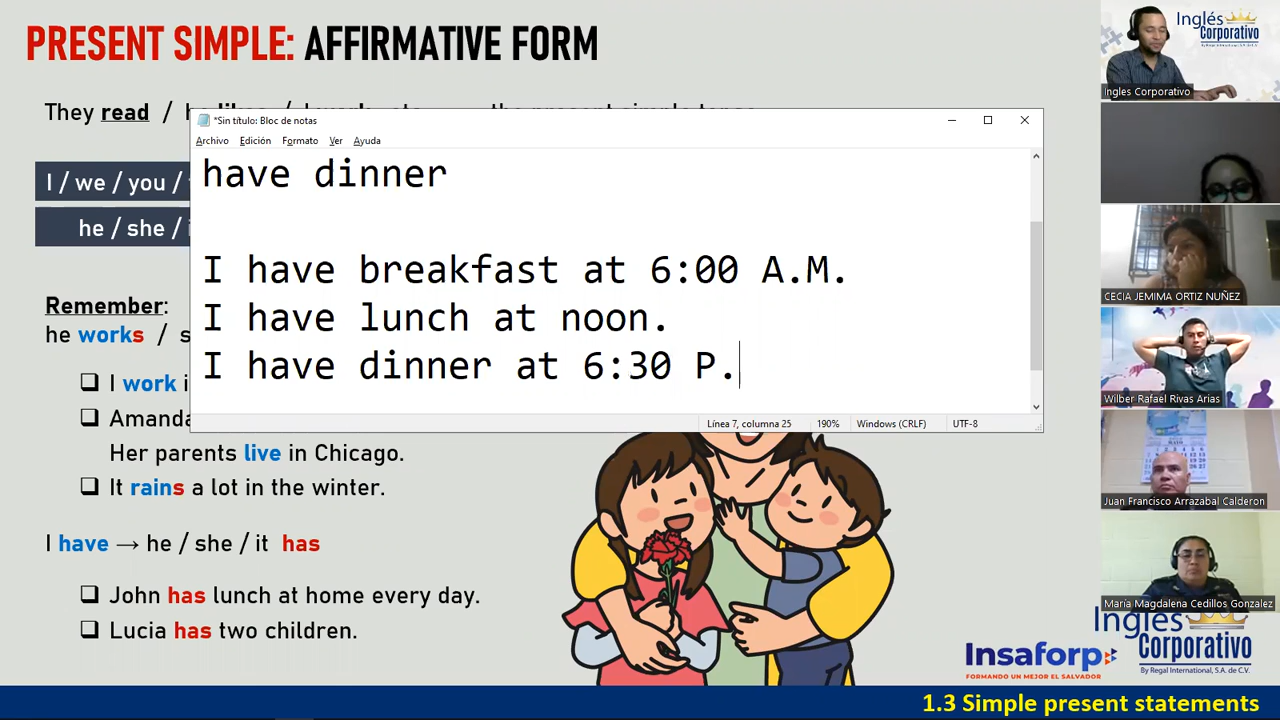 PRESENT SIMPLE: AFFIRMATIVE FORM
They read /
*Sin título: Bloc de notas
Archivo Edición Formato Ver Ayuda
have dinner
I have breakfast at 6:00 A.M.
I have lunch at noon.
I have dinner at 6:30 P.
Línea 7, columna 25 190% Windows (CRLF) UTF-8
I / we / you /
he / she /
Remember:
he works / s
I work i
Amanda
Her parents live in Chicago.
It rains a lot in the winter.
I have → he / she / it has
John has lunch at home every day.
Lucia has two children.
Insaforp
FORMANDO UN MEJOR EL SALVADOR
Inglés
Corporativo
By Regal International, S.A. de C.V.
1.3 Simple present statements
Inglés
Corporativo
By Regal International, S.A. de C.V.
Ingles Corporativo
CECIA JEMIMA ORTIZ NUÑEZ
Wilber Rafael Rivas Arias
Juan Francisco Arrazabal Calderon
María Magdalena Cedillos Gonzalez